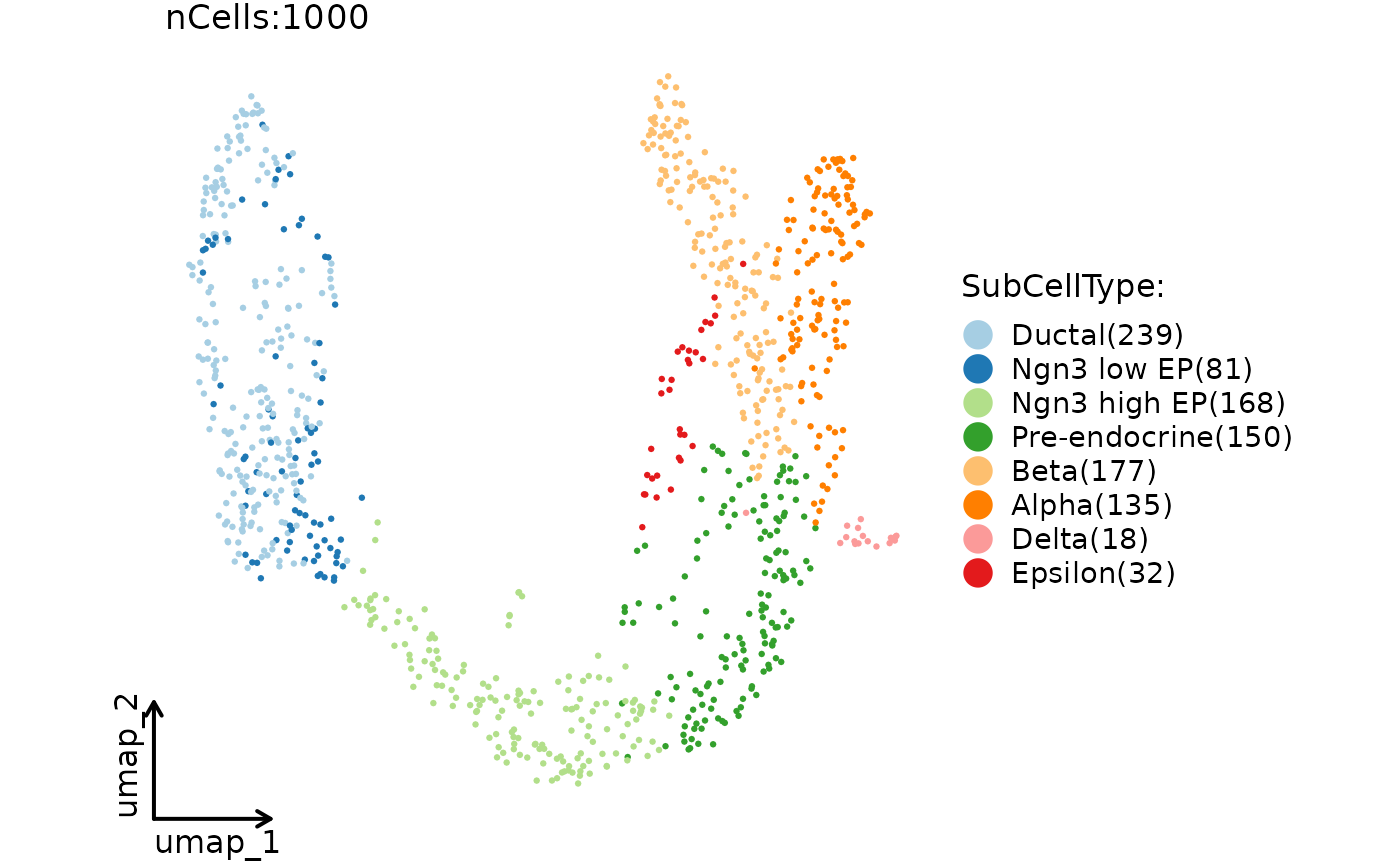 nCells:1000
SubCellType:
Ductal(239)
Ngn3 low EP(81)
Ngn3 high EP(168)
Pre-endocrine(150)
Beta(177)
Alpha(135)
Delta(18)
Epsilon(32)
umap_2
umap_1